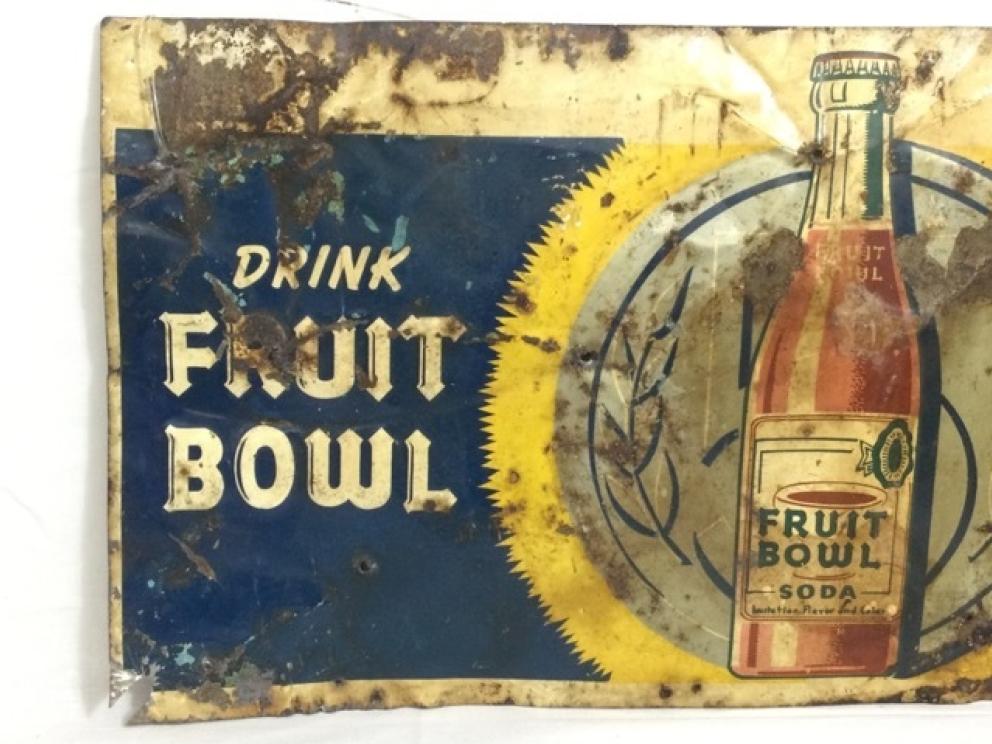 DRINK
FRUIT
BOWL
FRUIT
BOWL
FRUIT
BOWL
SODA
Imitation Flavor and Color